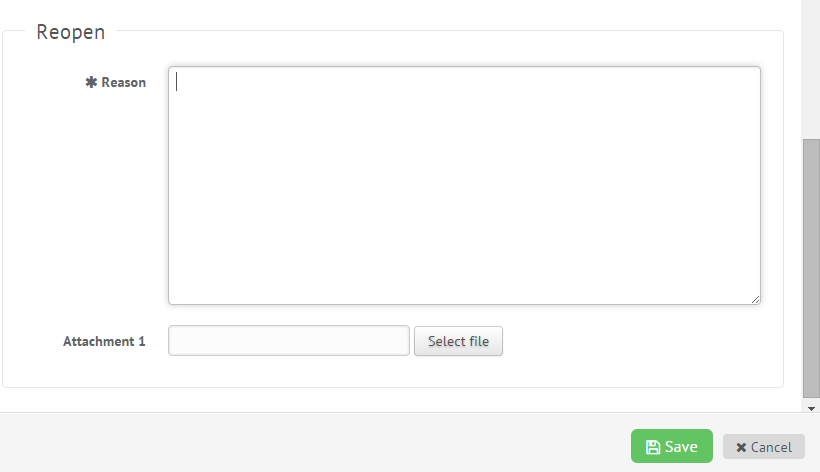 Reopen
✱ Reason
Attachment 1
Select file
Save
Cancel